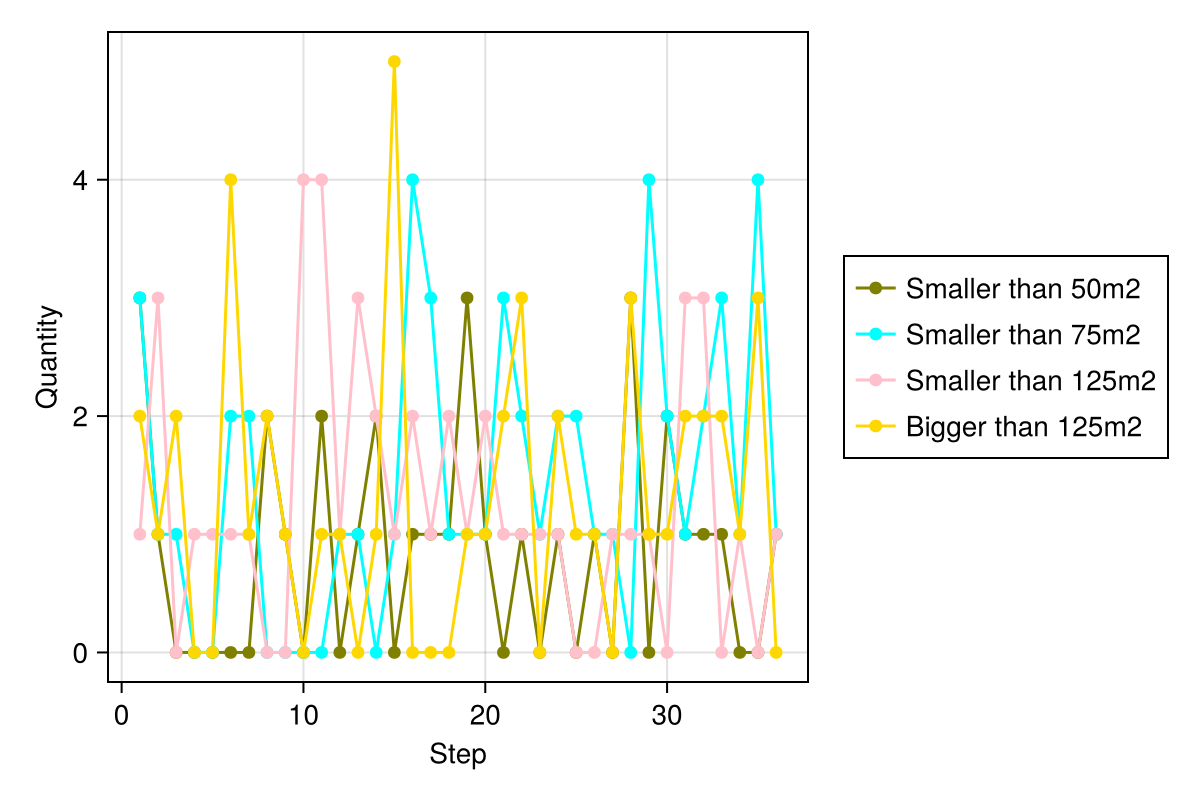 4
2
0
Quantity
0 10 20 30
Step
Smaller than 50m2
Smaller than 75m2
Smaller than 125m2
Bigger than 125m2